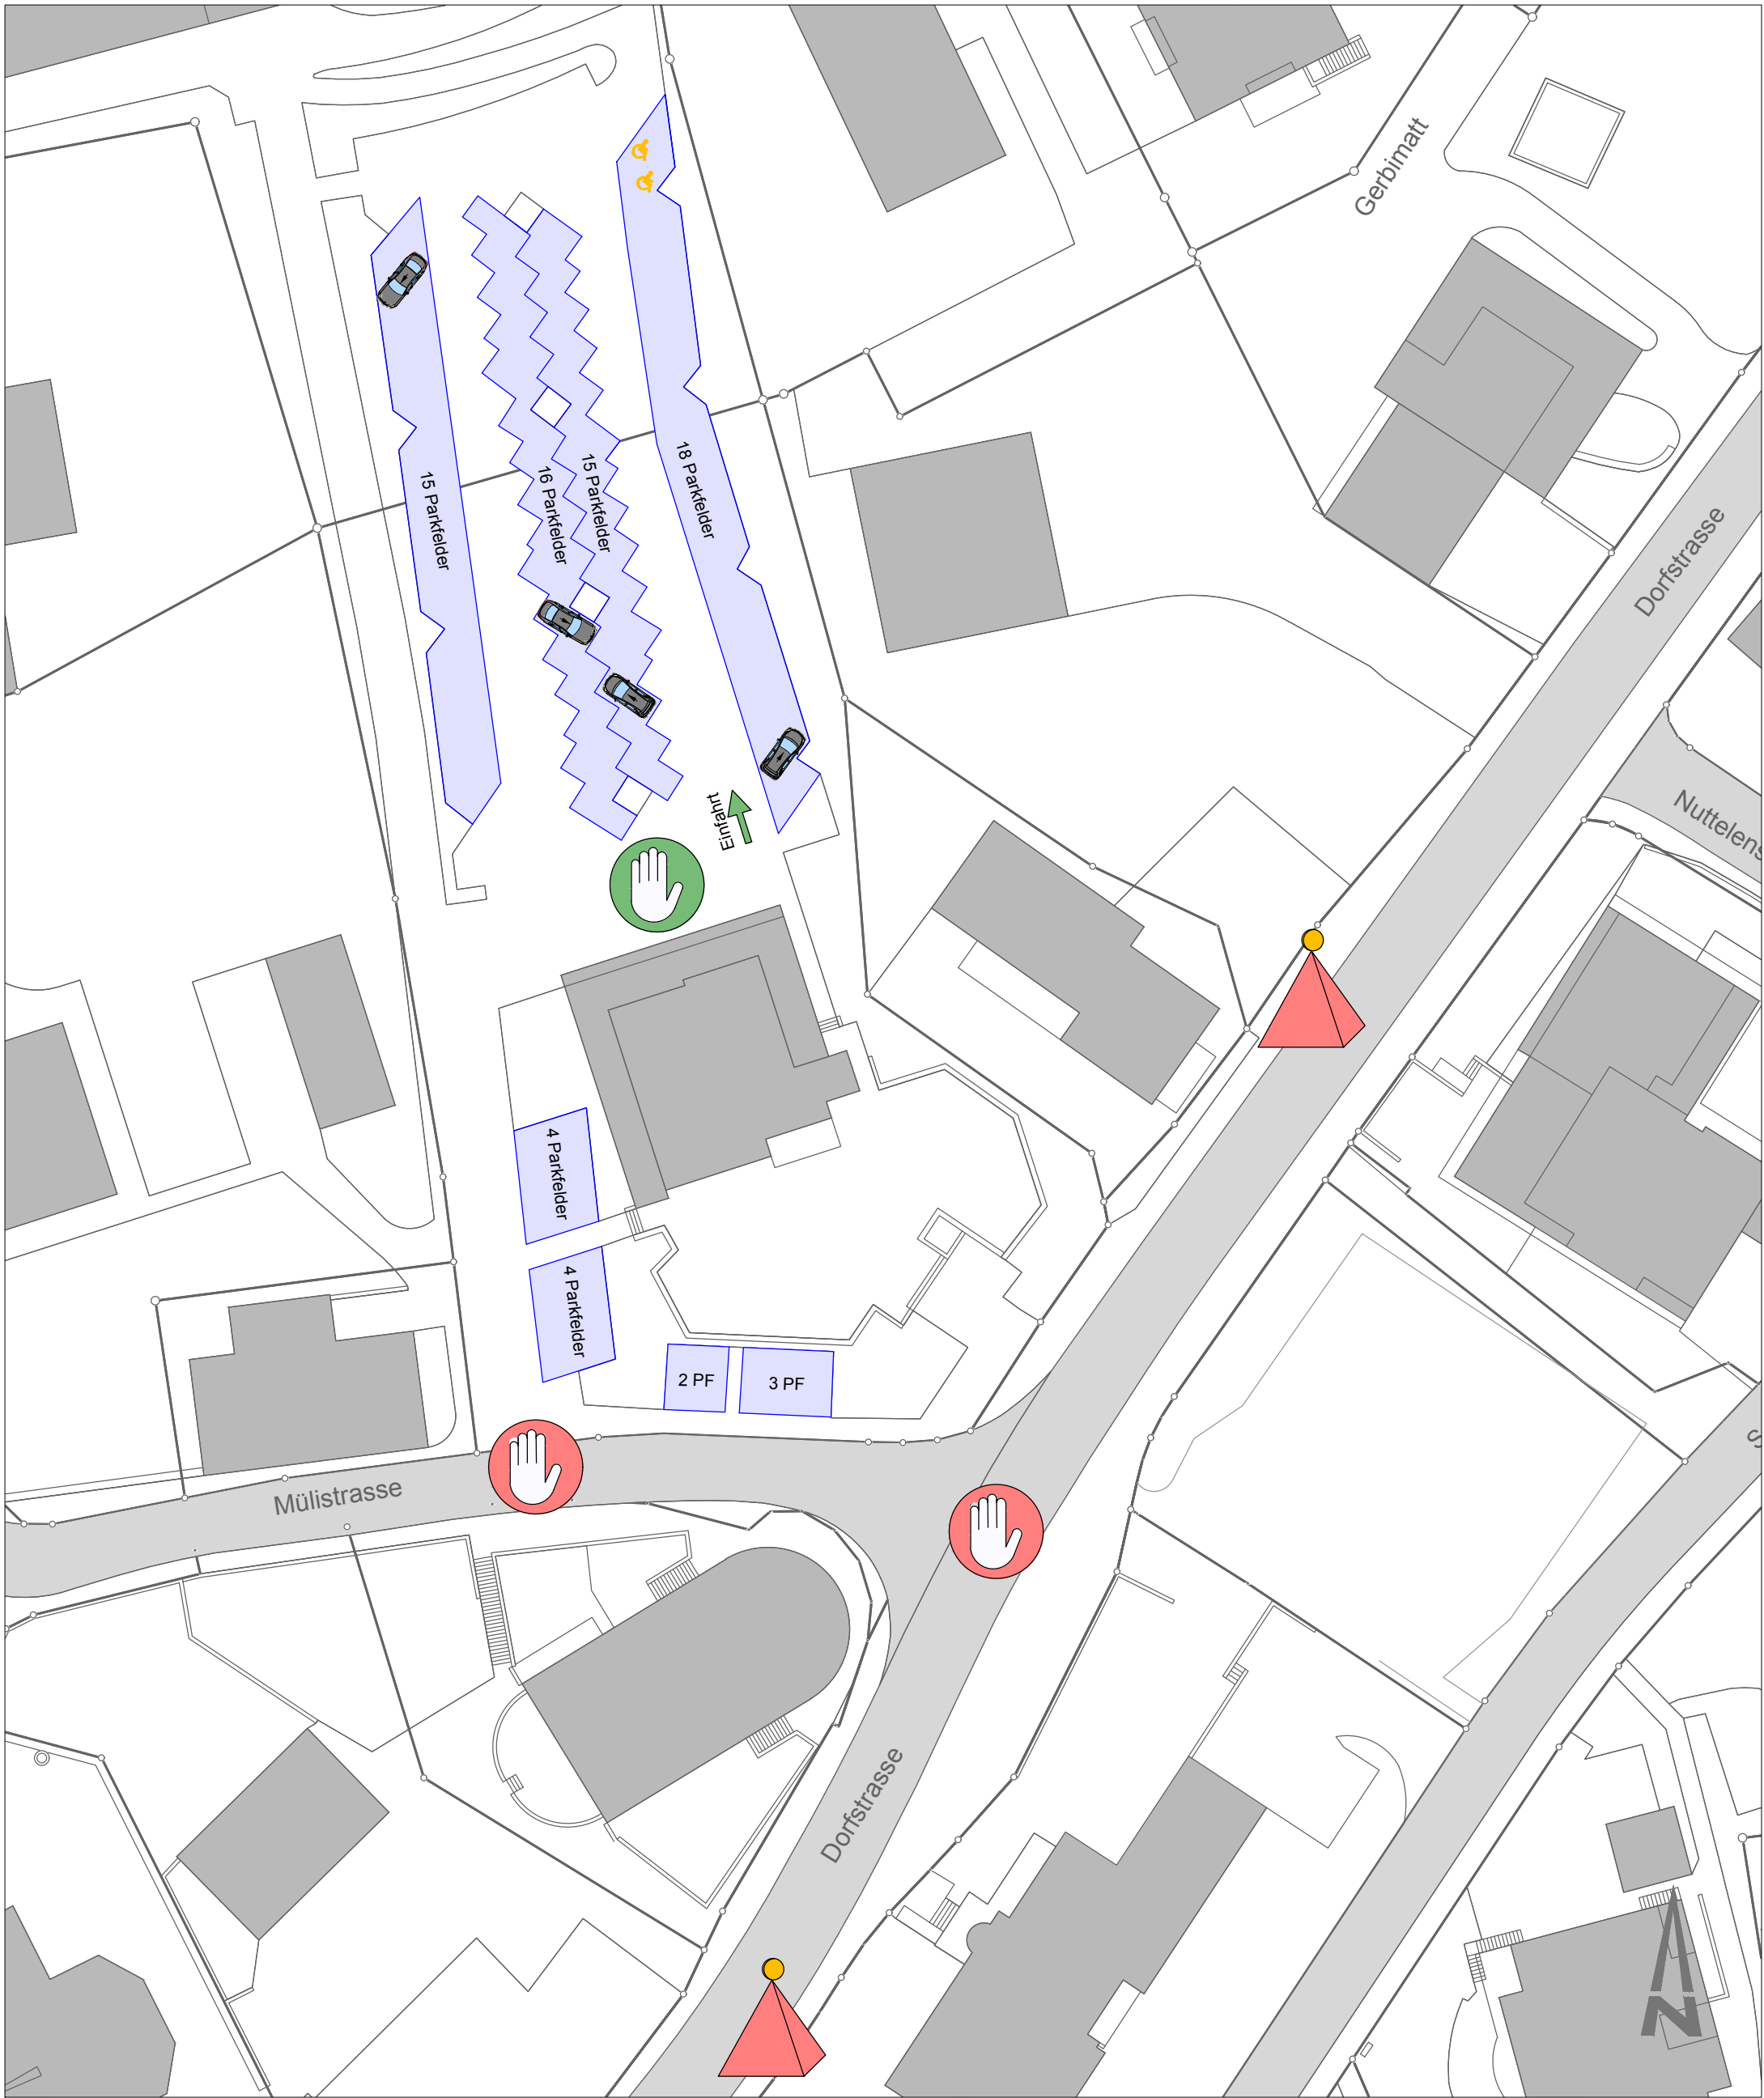 Gerbimatt
15 Parkfelder
16 Parkfelder
15 Parkfelder
18 Parkfelder
Dorfstrasse
Einfahrt
Nuttelens
4 Parkfelder
4 Parkfelder
2 PF
3 PF
S
Mülistrasse
Dorfstrasse
N